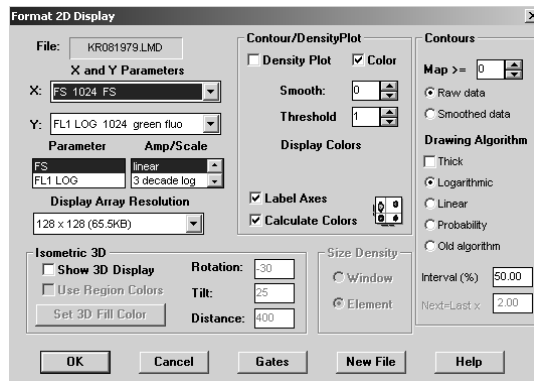 Format 2D Display
File: KR081979.LMD
X and Y Parameters
X: FS 1024 FS
Y: FL1 LOG 1024 green fluo
Parameter Amp/Scale
FS linear
FL1 LOG 3 decade log
Display Array Resolution
128 x 128 (65.5KB)
Contour/DensityPlot
Density Plot Color
Smooth: 0
Threshold 1
Display Colors
Label Axes
Calculate Colors
Contours
Map >= 0
Raw data
Smoothed data
Drawing Algorithm
Thick
Logarithmic
Linear
Probability
Old algorithm
Interval (%) 50.00
Next=Last x 2.00
Isometric 3D
Show 3D Display Rotation: -30
Use Region Colors Tilt: 25
Set 3D Fill Color Distance: 400
Size Density
Window
Element
OK Cancel Gates New File Help